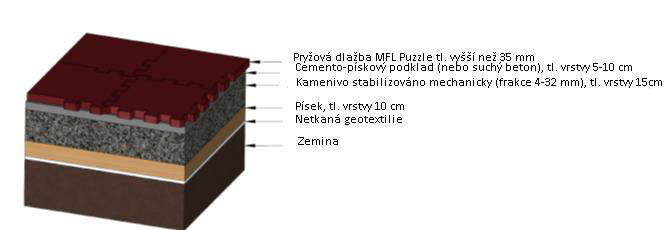 Pryžová dlažba MFL Puzzle tl. vyšší než 35 mm
Cemento-pískový podklad (nebo suchý beton), tl. vrstvy 5-10 cm
Kamenivo stabilizováno mechanicky (frakce 4-32 mm), tl. vrstvy 15cm
Písek, tl. vrstvy 10 cm
Netkaná geotextilie
Zemina